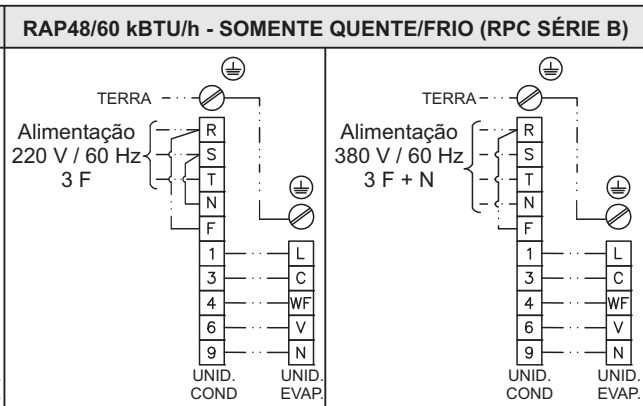 RAP48/60 kBTU/h - SOMENTE QUENTE/FRIO (RPC SÉRIE B)
TERRA
Alimentação
220 V / 60 Hz
3 F
R
S
T
N
F
1
3
4
6
9
L
C
WF
V
N
UNID.
COND
UNID.
EVAP.
TERRA
Alimentação
380 V / 60 Hz
3 F + N
R
S
T
N
F
1
3
4
6
9
L
C
WF
V
N
UNID.
COND
UNID.
EVAP.